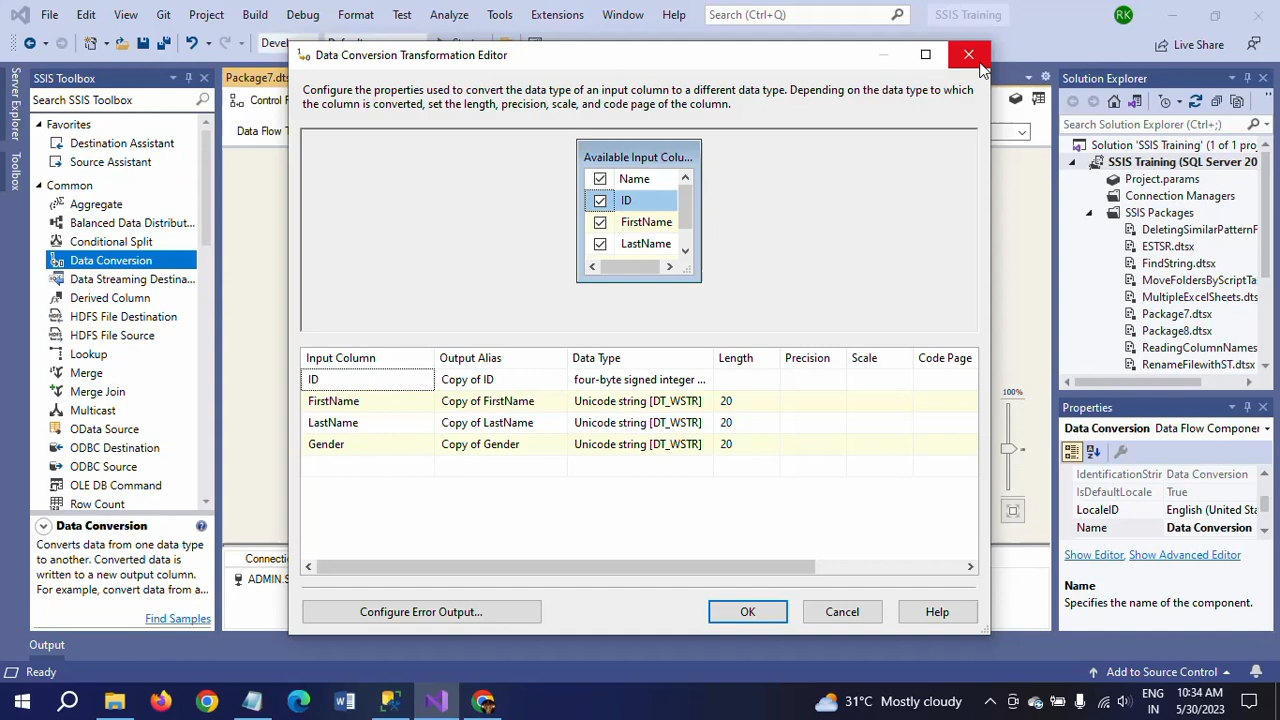 File Edit View Git Project Build Debug Format Test Analyze Tools Extensions Window Help Search (Ctrl+Q) SSIS Training RK
Live Share
SSIS Toolbox
Search SSIS Toolbox
Favorites
Destination Assistant
Source Assistant
Common
Aggregate
Balanced Data Distribut...
Conditional Split
Data Conversion
Data Streaming Destina...
Derived Column
HDFS File Destination
HDFS File Source
Lookup
Merge
Merge Join
Multicast
OData Source
ODBC Destination
ODBC Source
OLE DB Command
Row Count
Data Conversion
Converts data from one data type
to another. Converted data is
written to a new output column.
For example, convert data from a...
Find Samples
Server Explorer
Toolbox
Package7.dts
Control F
Data Flow T
Connectio
ADMIN.S
Data Conversion Transformation Editor
Configure the properties used to convert the data type of an input column to a different data type. Depending on the data type to which
the column is converted, set the length, precision, scale, and code page of the column.
Available Input Colu...
Name
ID
FirstName
LastName
Input Column Output Alias Data Type Length Precision Scale Code Page
ID Copy of ID four-byte signed integer ...
FirstName Copy of FirstName Unicode string [DT_WSTR] 20
LastName Copy of LastName Unicode string [DT_WSTR] 20
Gender Copy of Gender Unicode string [DT_WSTR] 20
Configure Error Output... OK Cancel Help
100%
Solution Explorer
Search Solution Explorer (Ctrl+;)
Solution 'SSIS Training' (1 of 1 proj
SSIS Training (SQL Server 20
Project.params
Connection Managers
SSIS Packages
DeletingSimilarPatternF
ESTSR.dtsx
FindString.dtsx
MoveFoldersByScriptTa
MultipleExcelSheets.dts
Package7.dtsx
Package8.dtsx
ReadingColumnNames
RenameFilewithST.dtsx
Properties
Data Conversion Data Flow Compone
IdentificationStrin Data Conversion
IsDefaultLocale True
LocaleID English (United Sta
Name Data Conversion
Show Editor, Show Advanced Editor
Name
Specifies the name of the component.
Output
Ready
Add to Source Control
31°C Mostly cloudy
ENG
IN
10:34 AM
5/30/2023